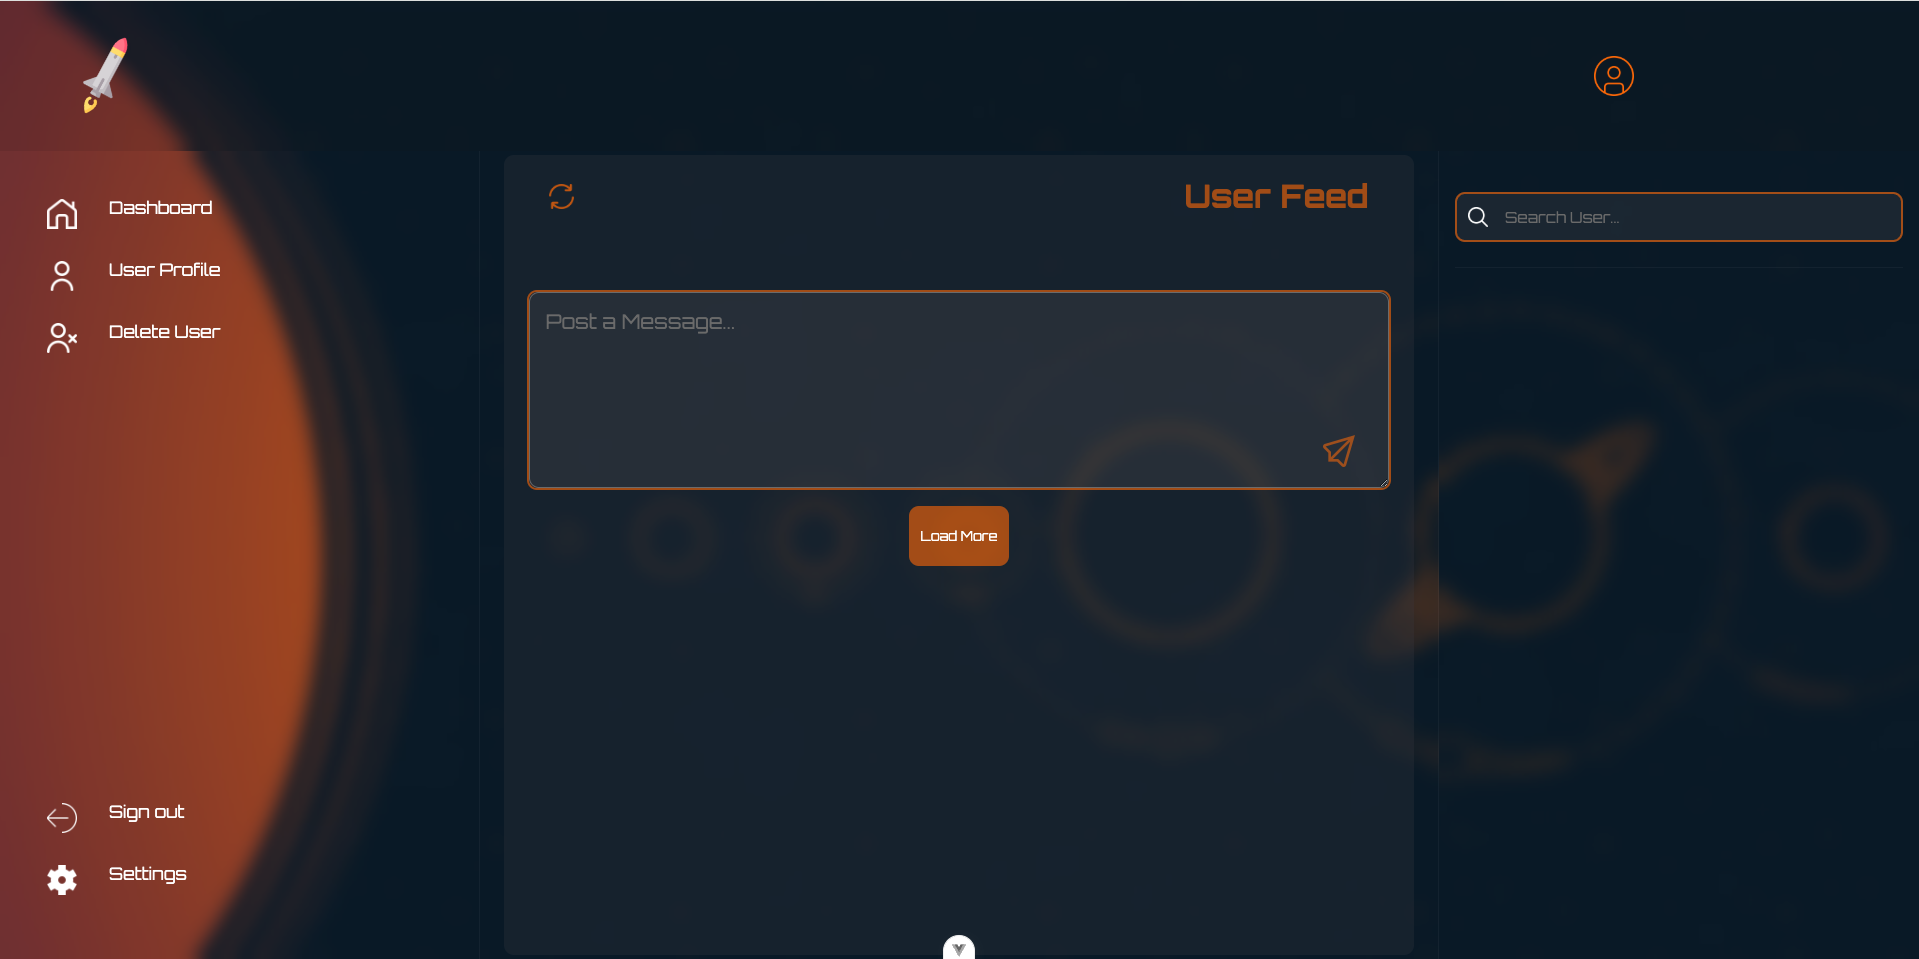 Dashboard
User Profile
Delete User
Sign out
Settings
User Feed
Post a Message...
Load More
Search User...